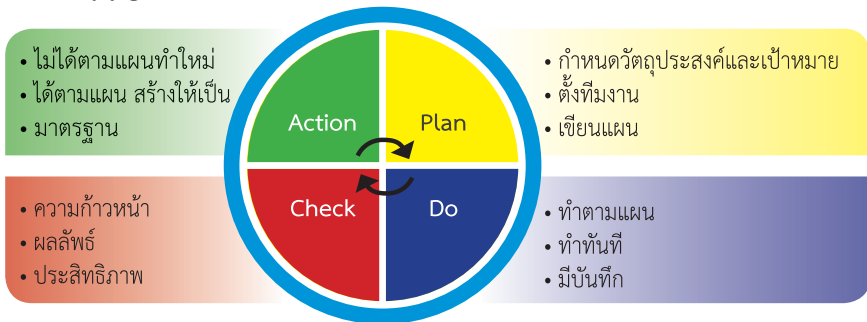 • ไม่ได้ตามแผนทำใหม่
• ได้ตามแผน สร้างให้เป็น
• มาตรฐาน
Action
Plan
• กำหนดวัตถุประสงค์และเป้าหมาย
• ตั้งทีมงาน
• เขียนแผน
• ความก้าวหน้า
• ผลลัพธ์
• ประสิทธิภาพ
Check
Do
• ทำตามแผน
• ทำทันที
• มีบันทึก